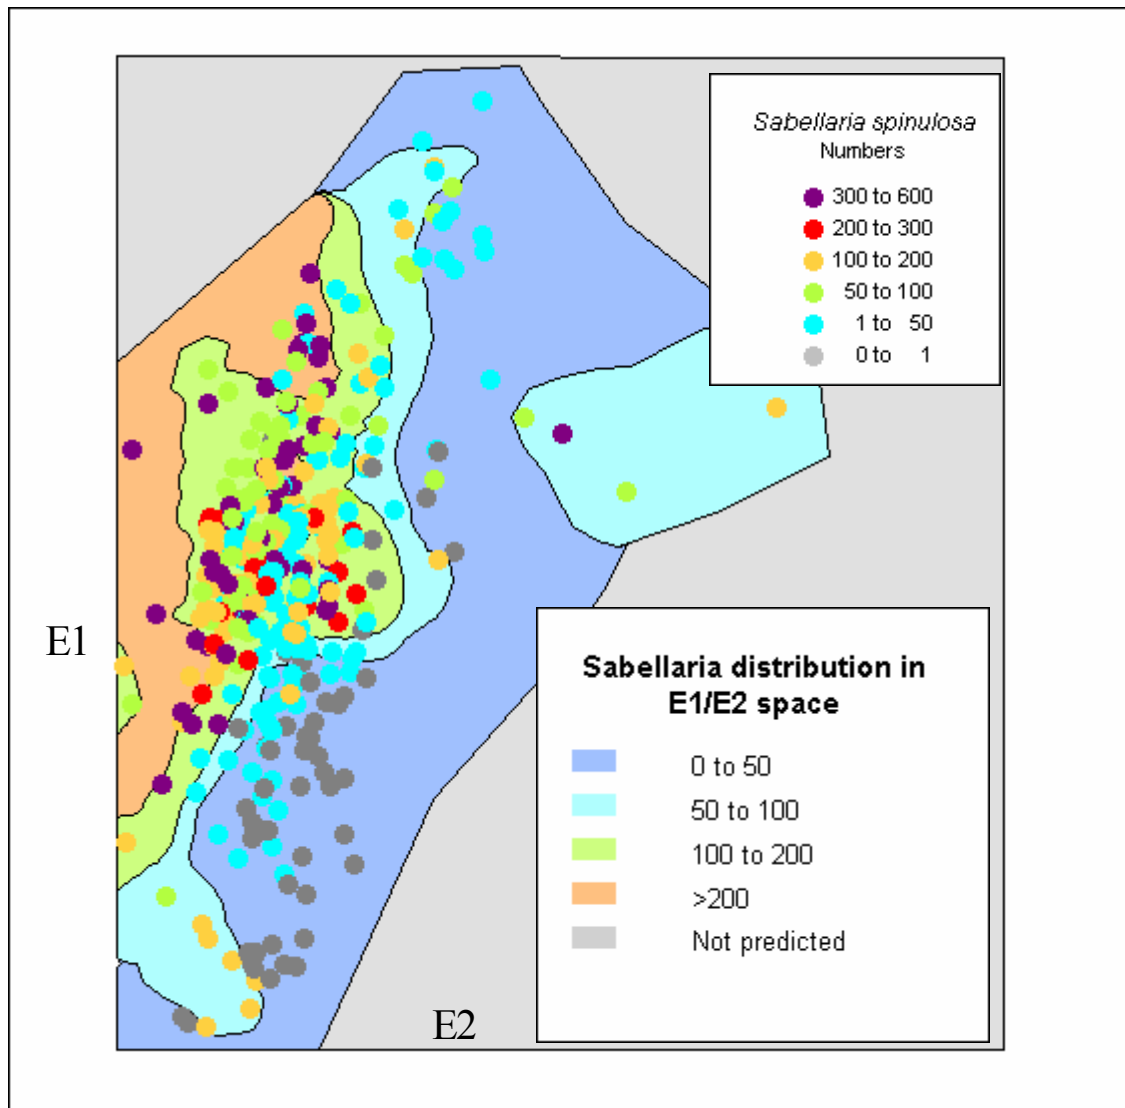 Sabellaria spinulosa
Numbers
300 to 600
200 to 300
100 to 200
50 to 100
1 to 50
0 to 1
E1
Sabellaria distribution in
E1/E2 space
0 to 50
50 to 100
100 to 200
>200
Not predicted
E2